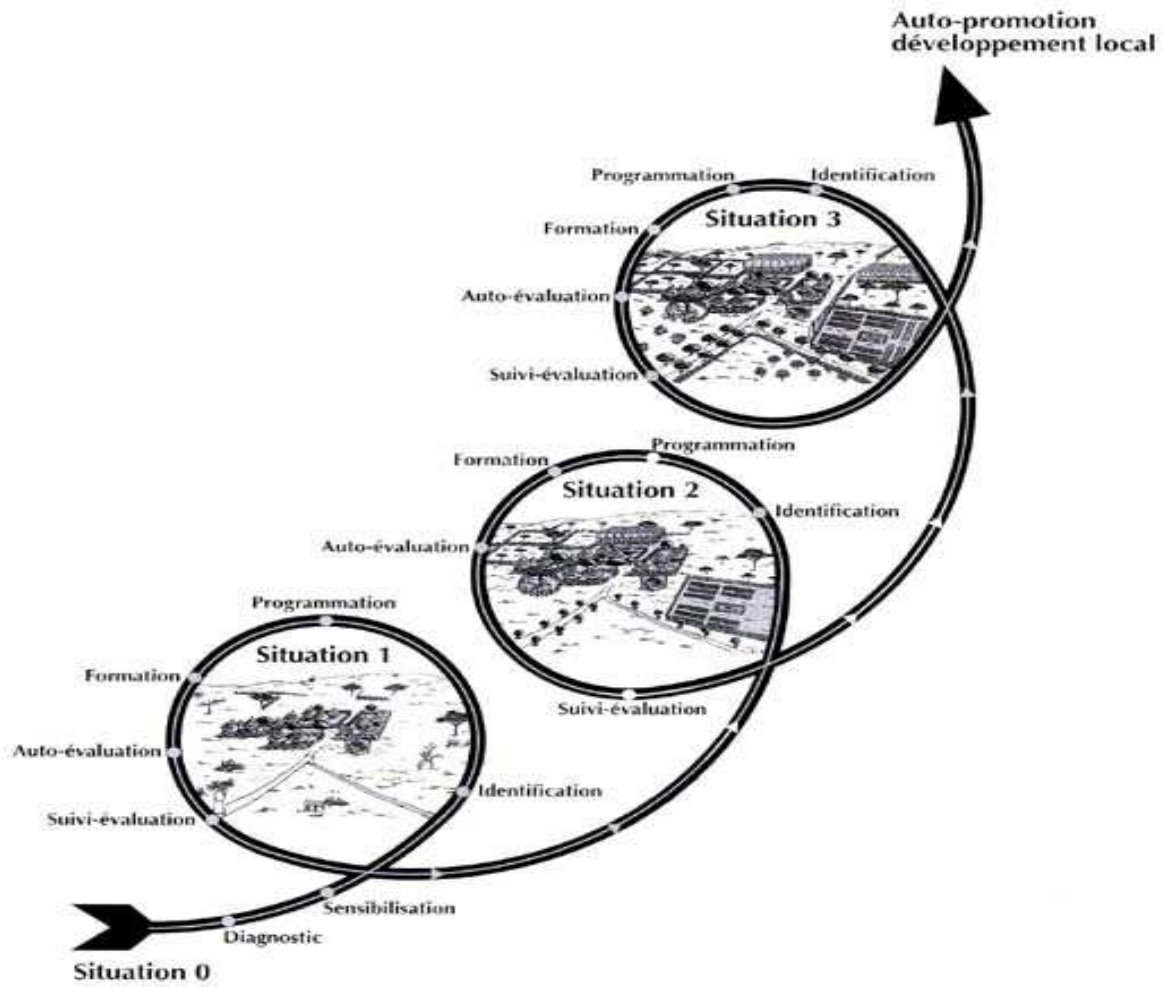 Auto-promotion
développement local
Programmation
Identification
Situation 3
Formation
Auto-évaluation
Suivi-évaluation
Programmation
Formation
Situation 2
Identification
Auto-évaluation
Suivi-évaluation
Programmation
Situation 1
Formation
Auto-évaluation
Identification
Suivi-évaluation
Sensibilisation
Diagnostic
Situation 0